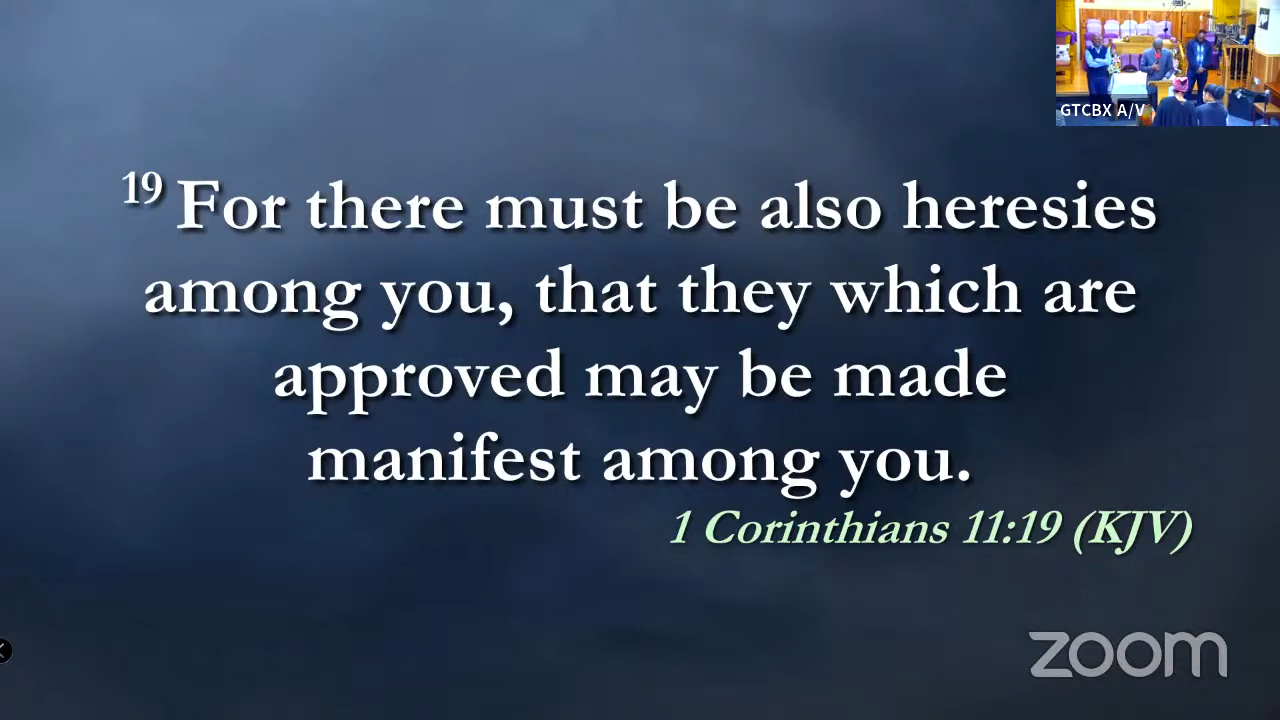 GTCBX A/V
19 For there must be also heresies
among you, that they which are
approved may be made
manifest among you.
1 Corinthians 11:19 (KJV)
zoom